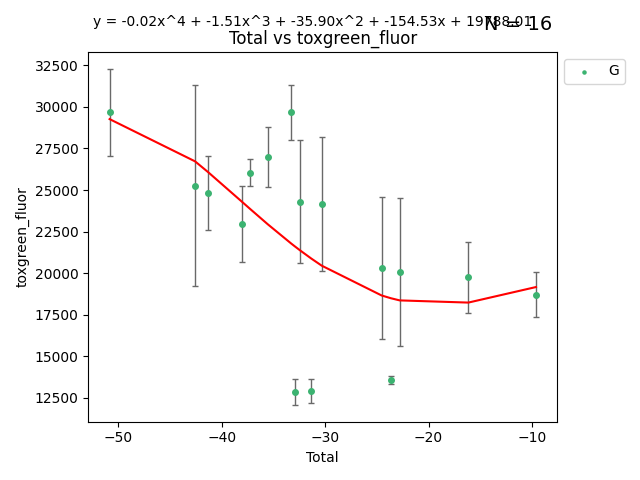 y = -0.02x^4 + -1.51x^3 + -35.90x^2 + -154.53x + 19788.01
N = 16
Total vs toxgreen_fluor
G
toxgreen_fluor
32500
30000
27500
25000
22500
20000
17500
15000
12500
−50 −40 −30 −20 −10
Total